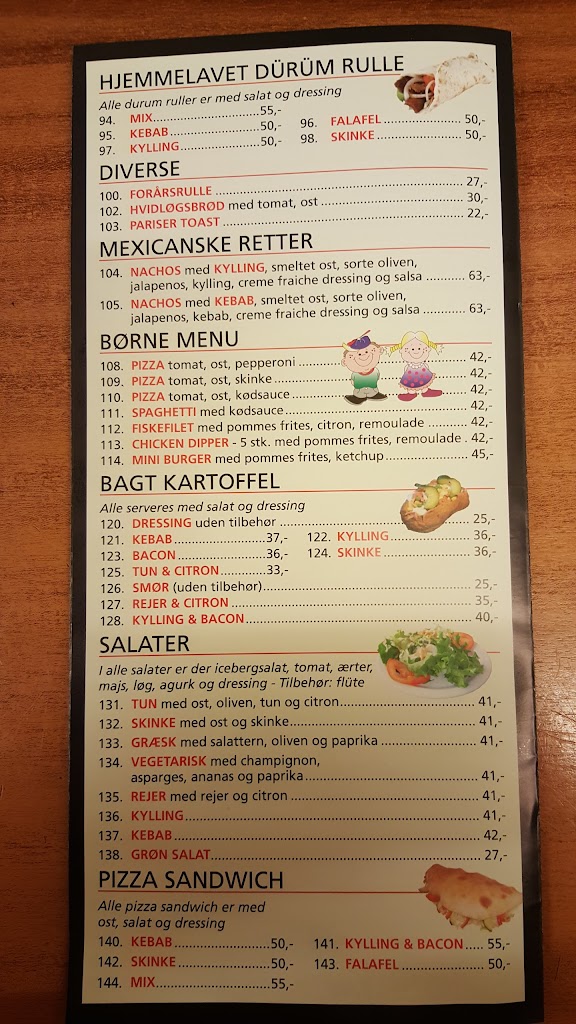 HJEMMELAVET DÜRÜM RULLE
Alle durum ruller er med salat og dressing
94. MIX..........................55,-
95. KEBAB......................50,- 96. FALAFEL ....................50,-
97. KYLLING....................50,- 98. SKINKE ......................50,-
DIVERSE
100. FORÅRSRULLE .............................................................. 27,-
102. HVIDLØGSBRØD med tomat, ost .................................... 30,-
103. PARISER TOAST ............................................................. 22,-
MEXICANSKE RETTER
104. NACHOS med KYLLING, smeltet ost, sorte oliven,
jalapenos, kylling, creme fraiche dressing og salsa .......... 63,-
105. NACHOS med KEBAB, smeltet ost, sorte oliven,
jalapenos, kebab, creme fraiche dressing og salsa ........... 63,-
BØRNE MENU
108. PIZZA tomat, ost, pepperoni ........................................... 42,-
109. PIZZA tomat, ost, skinke ................................................ 42,-
110. PIZZA tomat, ost, kødsauce ............................................ 42,-
111. SPAGHETTI med kødsauce............................................... 42,-
112. FISKEFILET med pommes frites, citron, remoulade .......... 42,-
113. CHICKEN DIPPER - 5 stk. med pommes frites, remoulade . 42,-
114. MINI BURGER med pommes frites, ketchup..................... 45,-
BAGT KARTOFFEL
Alle serveres med salat og dressing
120. DRESSING uden tilbehør ................................................ 25,-
121. KEBAB......................37,- 122. KYLLING.....................36,-
123. BACON.....................36,- 124. SKINKE ......................36,-
125. TUN & CITRON............33,-
126. SMØR (uden tilbehør)..................................................... 25,-
127. REJER & CITRON ............................................................ 35,-
128. KYLLING & BACON......................................................... 40,-
SALATER
I alle salater er der icebergsalat, tomat, ærter,
majs, løg, agurk og dressing - Tilbehør: flüte
131. TUN med ost, oliven, tun og citron.................................. 41,-
132. SKINKE med ost og skinke.............................................. 41,-
133. GRÆSK med salattern, oliven og paprika ........................ 41,-
134. VEGETARISK med champignon,
asparges, ananas og paprika........................................... 41,-
135. REJER med rejer og citron .............................................. 41,-
136. KYLLING....................................................................... 41,-
137. KEBAB.......................................................................... 42,-
138. GRØN SALAT................................................................. 27,-
PIZZA SANDWICH
Alle pizza sandwich er med
ost, salat og dressing
140. KEBAB ........................50,- 141. KYLLING & BACON..... 55,-
142. SKINKE .......................50,- 143. FALAFEL .................... 50,-
144. MIX............................55,-